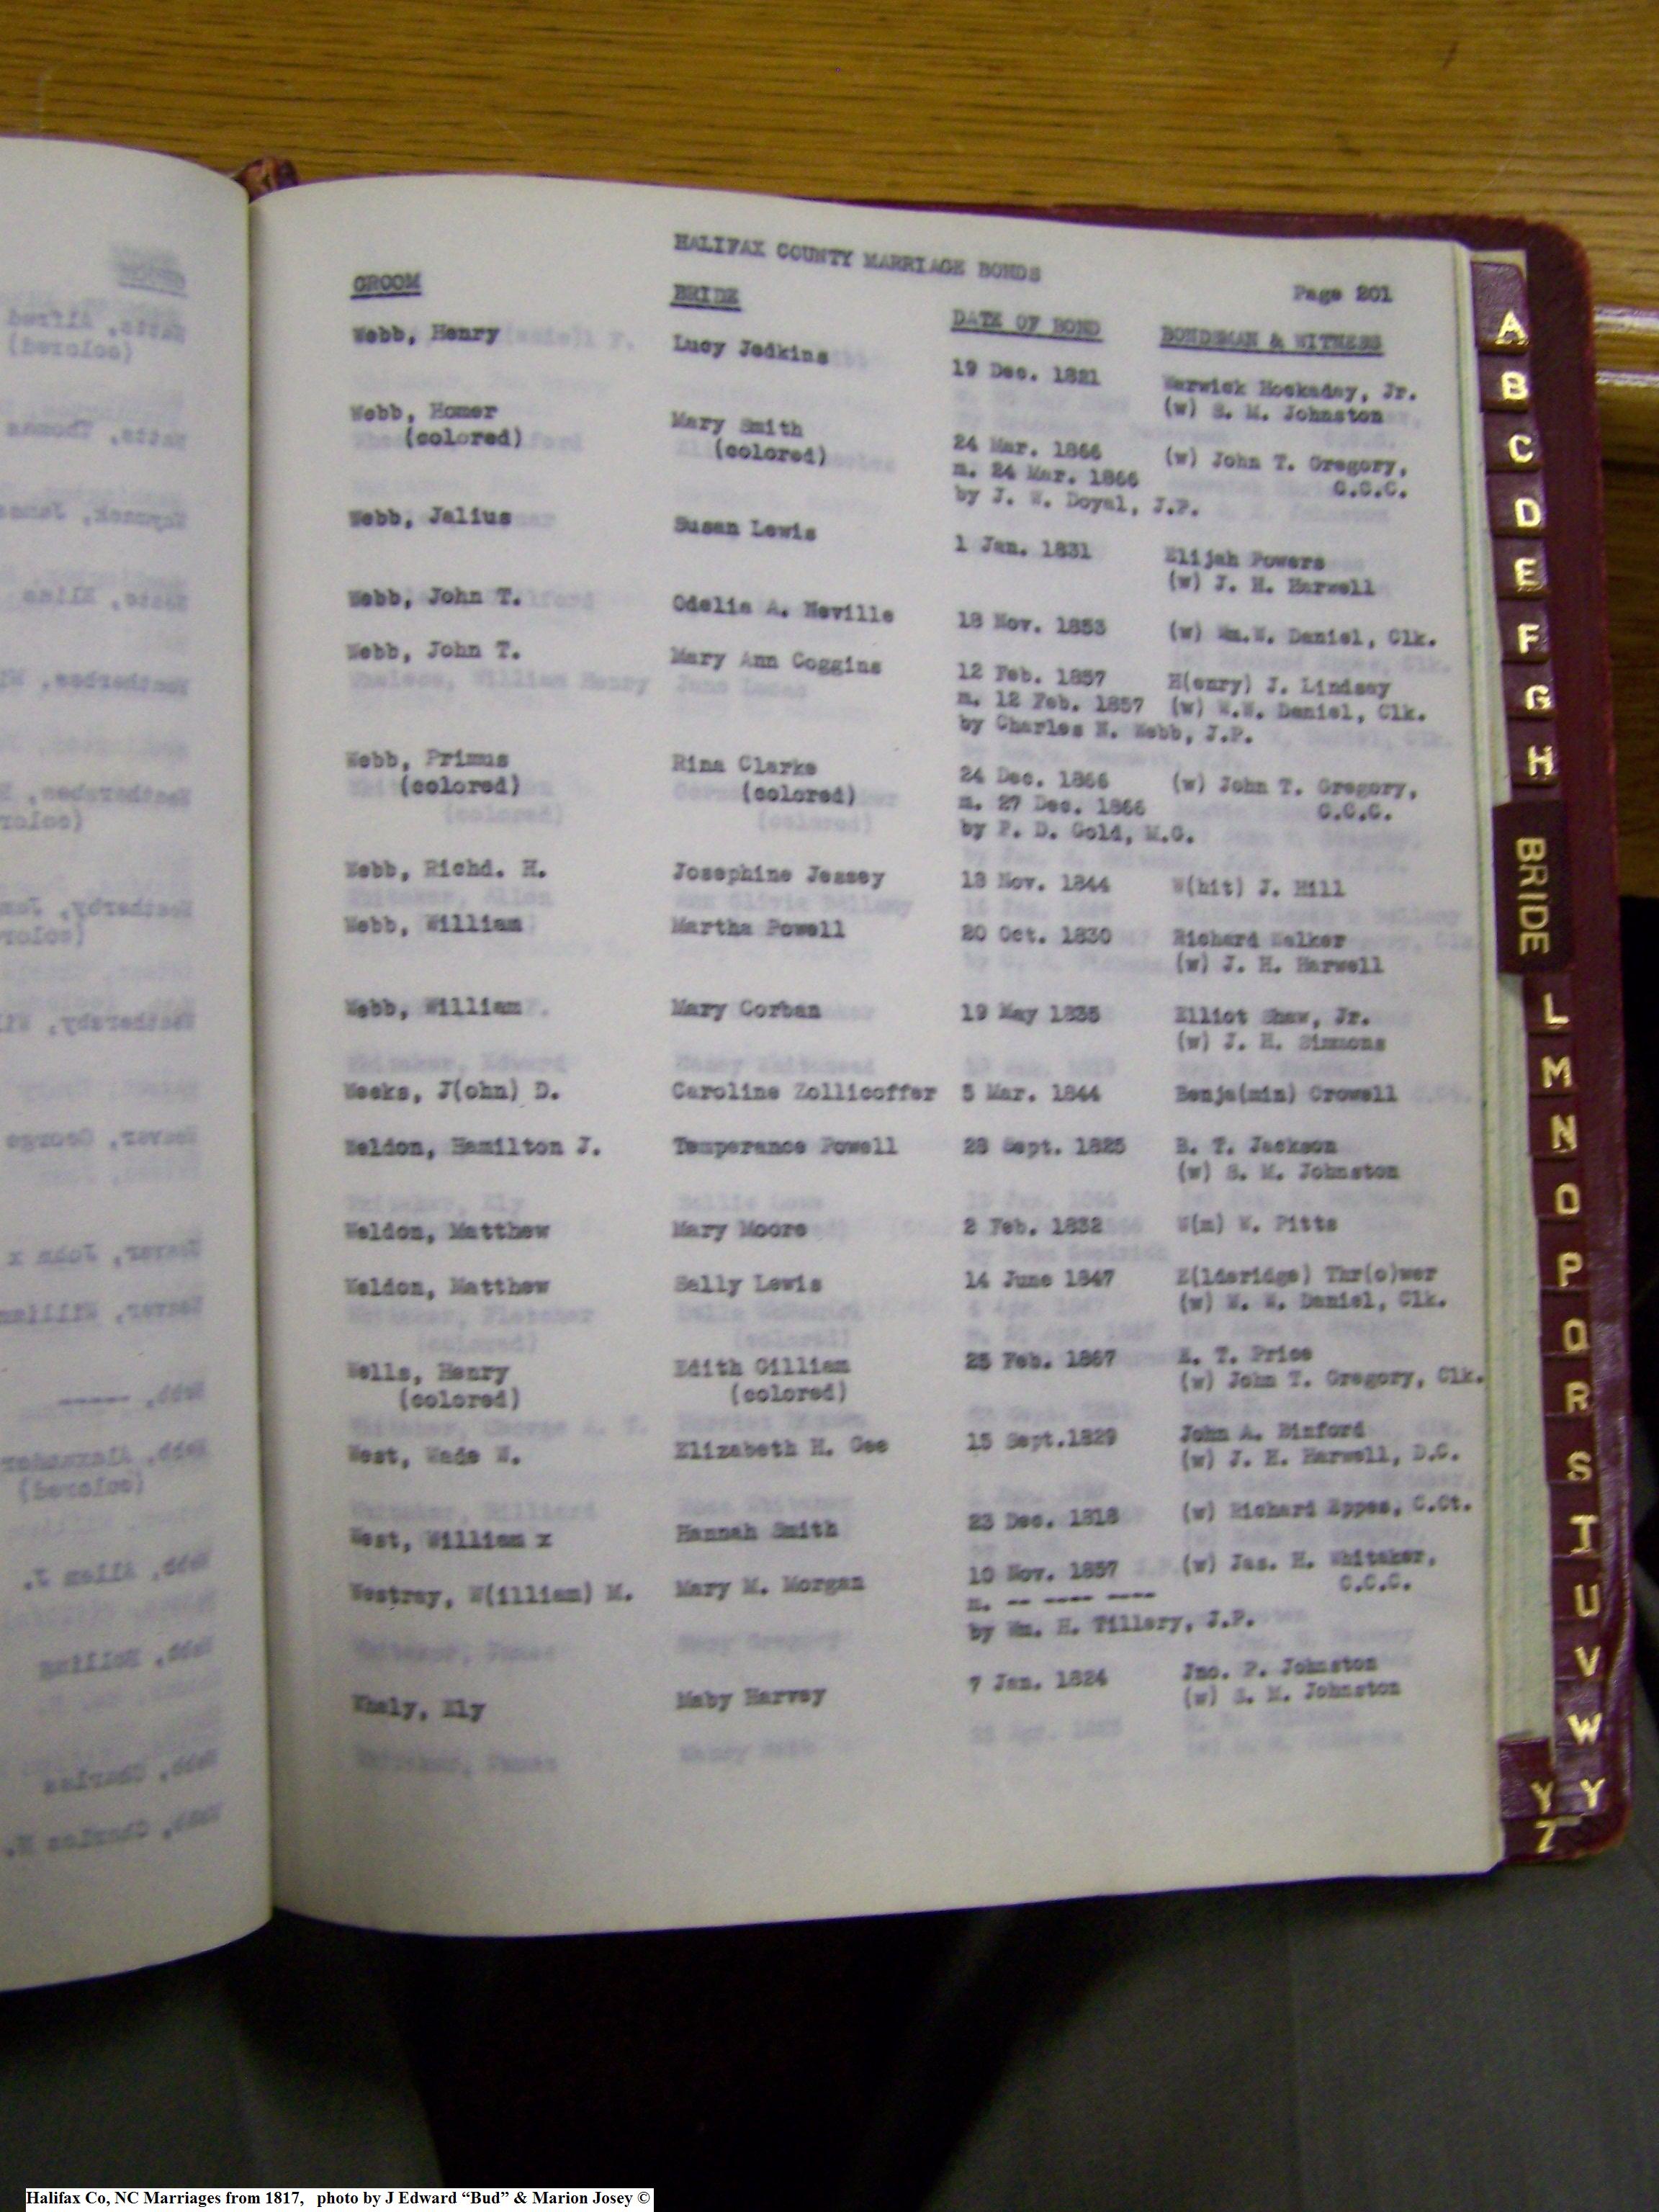 HALIFAX COUNTY MARRIAGE BONDS
Page 201
GROOM BRIDE DATE OF BOND BONDSMAN & WITNESS
Webb, Henry Lucy Jedkins 19 Dec. 1821 Warwick Hockaday, Jr.
(w) S. M. Johnston
Webb, Homer Mary Smith 24 Mar. 1866 (w) John T. Gregory,
(colored) (colored) m. 24 Mar. 1866 C.C.C.
by J. W. Doyal, J.P.
Webb, Jalius Susan Lewis 1 Jan. 1831 Elijah Powers
(w) J. H. Harwell
Webb, John T. Odelia A. Neville 18 Nov. 1853 (w) Wm.W. Daniel, Clk.
Webb, John T. Mary Ann Coggins 12 Feb. 1857 H(enry) J. Lindsay
m. 12 Feb. 1857 (w) W.W. Daniel, Clk.
by Charles N. Webb, J.P.
Webb, Primus Rina Clarke 24 Dec. 1866 (w) John T. Gregory,
(colored) (colored) m. 27 Dec. 1866 C.C.C.
by P. D. Gold, M.G.
Webb, Richd. H. Josephine Jessey 18 Nov. 1844 W(hit) J. Hill
Webb, William Martha Powell 20 Oct. 1830 Richard Walker
(w) J. H. Harwell
Webb, William Mary Corban 19 May 1835 Elliot Shaw, Jr.
(w) J. H. Simmons
Weeks, J(ohn) D. Caroline Zollicoffer 5 Mar. 1844 Benja(min) Crowell
Weldon, Hamilton J. Temperance Powell 28 Sept. 1825 B. T. Jackson
(w) S. M. Johnston
Weldon, Matthew Mary Moore 2 Feb. 1832 W(m) W. Pitts
Weldon, Matthew Sally Lewis 14 June 1847 E(lderidge) Thr(o)wer
(w) W. W. Daniel, Clk.
Wells, Henry Edith Gilliam 25 Feb. 1867 E. T. Price
(colored) (colored) (w) John T. Gregory, Clk.
West, Wade W. Elizabeth H. Gee 15 Sept.1829 John A. Binford
(w) J. H. Harwell, D.C.
West, William x Hannah Smith 23 Dec. 1818 (w) Richard Eppes, C.Ct.
Westray, W(illiam) M. Mary M. Morgan 10 Nov. 1857 (w) Jas. H. Whitaker,
m. -- ---- ---- C.C.C.
by Wm. H. Tillery, J.P.
Whaly, Ely Maby Harvey 7 Jan. 1824 Jno. P. Johnston
(w) S. M. Johnston
A
B
C
D
E
F
G
H
BRIDE
L
M
N
O
P
Q
R
S
T
U
V
W
Y
Y
Z
Halifax Co, NC Marriages from 1817, photo by J Edward “Bud” & Marion Josey ©